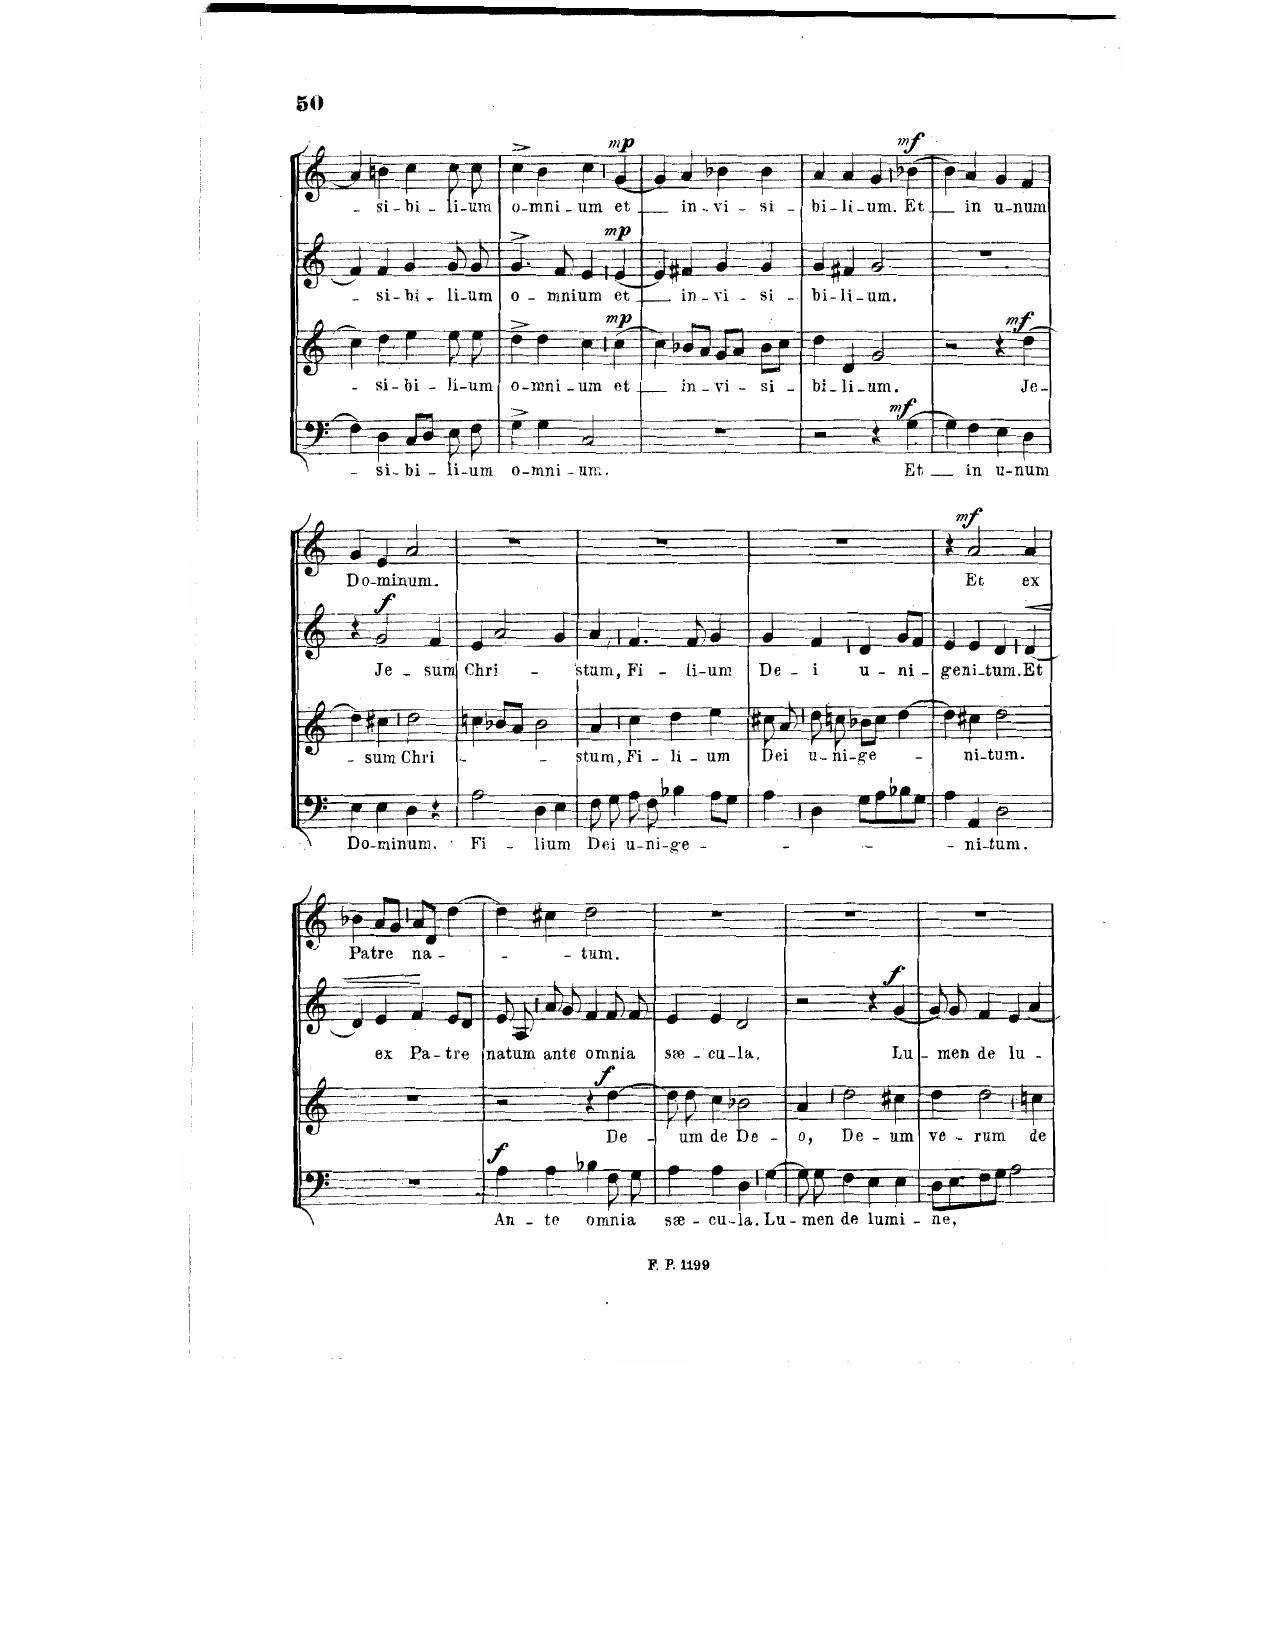 50
mp mf
- si - bi - li - um o - mni - um et __ in - vi - si - bi - li - um. Et __ in u - num
mp
- si - bi - li - um o - mnium et __ in - vi - si - bi - li - um.
mp mf
- si - bi - li - um o - mni - um et __ in - vi - si - bi - li - um. Je -
mf
- si - bi - li - um o - mni - um. Et __ in u - num
mf
Do - minum. Et ex
f
Je - sum Chri - stum, Fi - li - um De - i u - ni - geni - tum. Et
- sum Chri - - - stum, Fi - li - um Dei u - ni - ge - - ni - tum.
Do - minum. Fi - lium Dei u - ni - ge - - - - ni - tum.
Patre na - - - tum.
f
ex Pa - tre natum ante omnia sæ - cu - la. Lu - men de lu -
f
De - um de De - o, De - um ve - rum de
f
An - te omnia sæ - cu - la. Lu - men de lumi - ne,
F. P. 1199